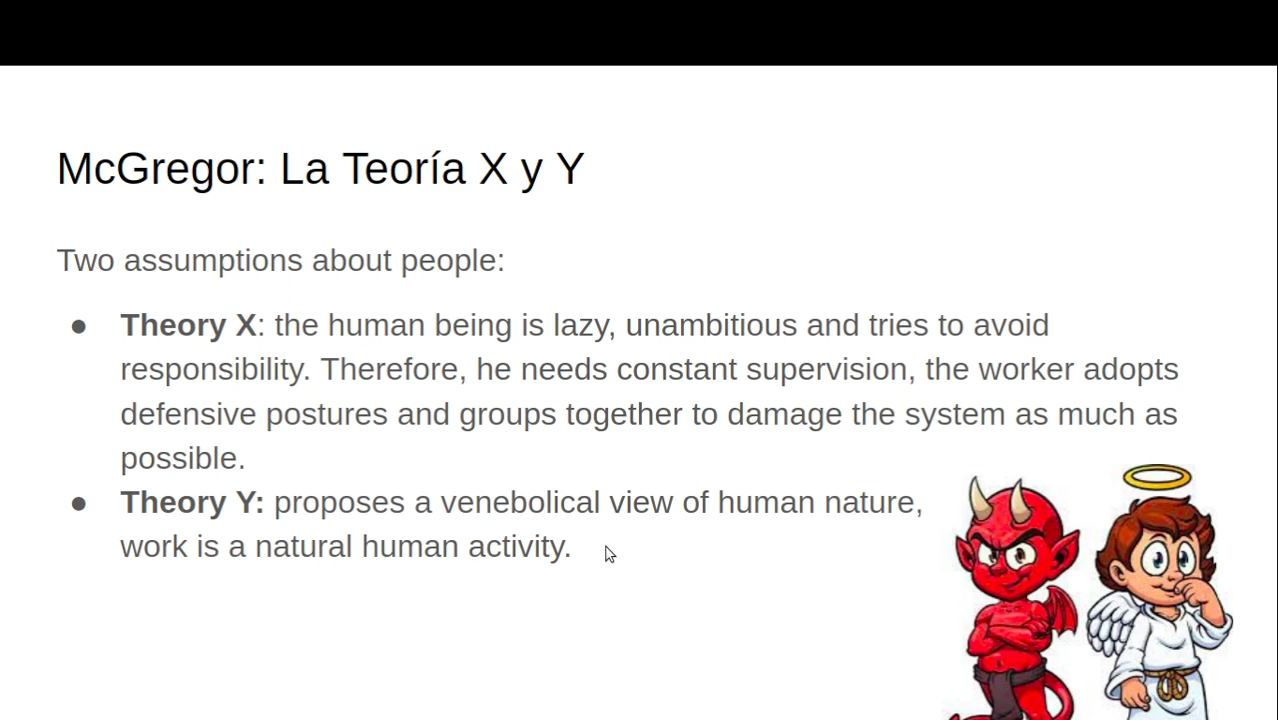 McGregor: La Teoría X y Y
Two assumptions about people:
● Theory X: the human being is lazy, unambitious and tries to avoid
responsibility. Therefore, he needs constant supervision, the worker adopts
defensive postures and groups together to damage the system as much as
possible.
● Theory Y: proposes a venebolical view of human nature,
work is a natural human activity.